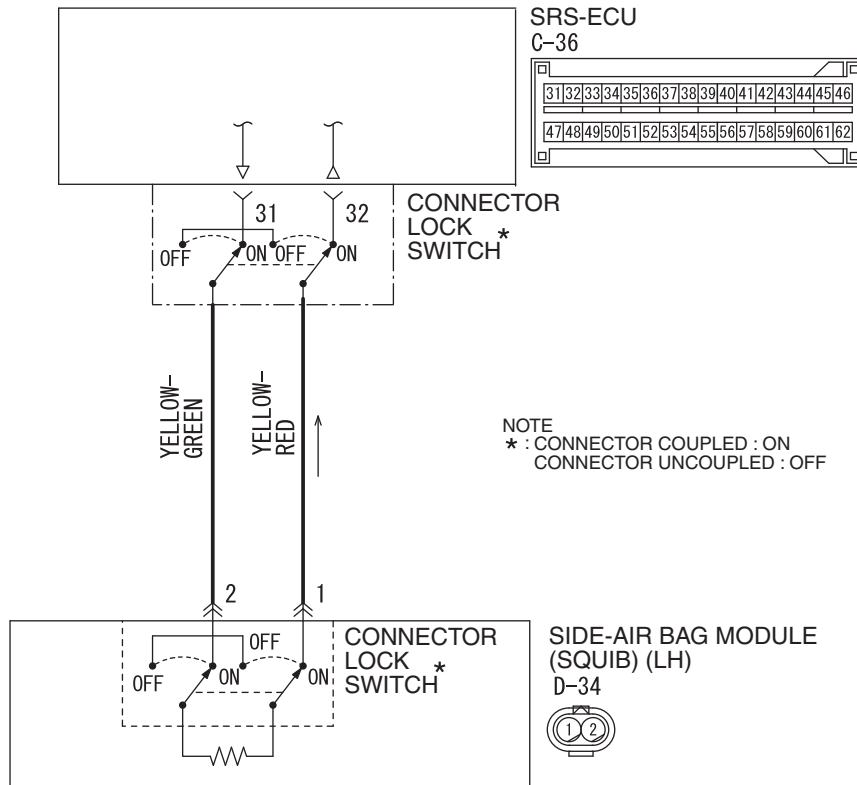 SRS-ECU
C-36
31 32 33 34 35 36 37 38 39 40 41 42 43 44 45 46
47 48 49 50 51 52 53 54 55 56 57 58 59 60 61 62
31
32
CONNECTOR
LOCK
SWITCH*
OFF
ON
OFF
ON
YELLOW-
GREEN
YELLOW-
RED
NOTE
* : CONNECTOR COUPLED : ON
CONNECTOR UNCOUPLED : OFF
2
1
OFF
ON
OFF
ON
CONNECTOR
LOCK
SWITCH*
SIDE-AIR BAG MODULE
(SQUIB) (LH)
D-34
1 2